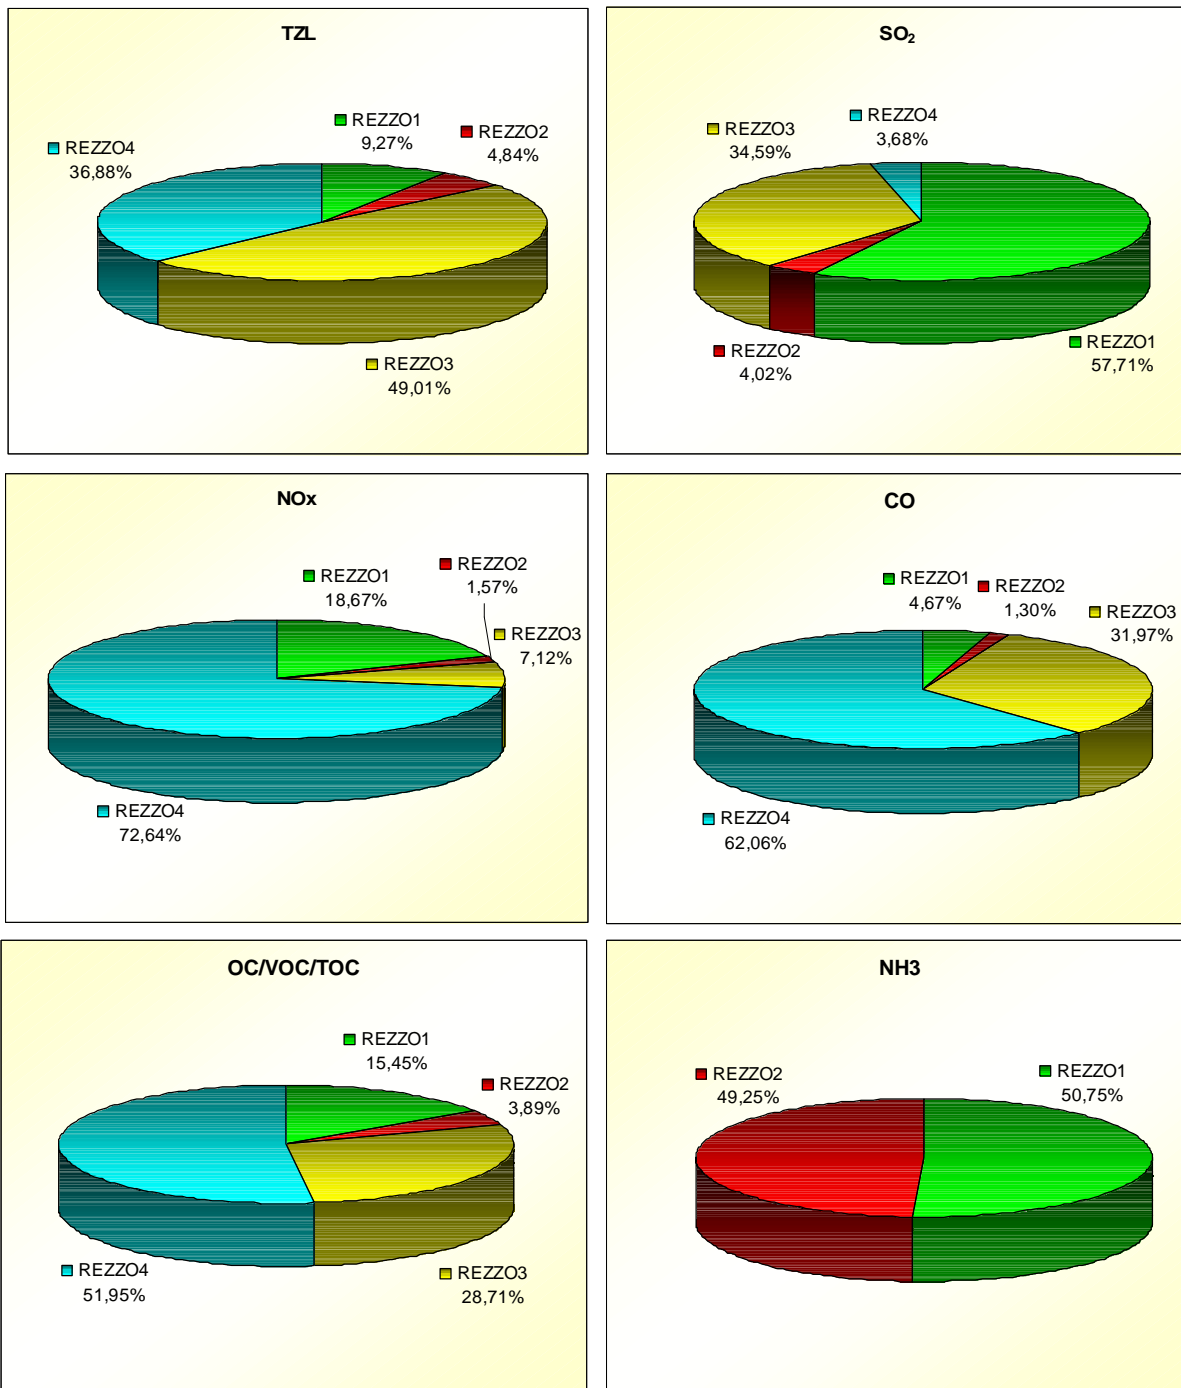 TZL
REZZO1
9,27%
REZZO2
4,84%
REZZO4
36,88%
REZZO3
49,01%
SO₂
REZZO4
3,68%
REZZO3
34,59%
REZZO2
4,02%
REZZO1
57,71%
NOx
REZZO2
1,57%
REZZO1
18,67%
REZZO3
7,12%
REZZO4
72,64%
CO
REZZO1
4,67%
REZZO2
1,30%
REZZO3
31,97%
REZZO4
62,06%
OC/VOC/TOC
REZZO1
15,45%
REZZO2
3,89%
REZZO4
51,95%
REZZO3
28,71%
NH3
REZZO2
49,25%
REZZO1
50,75%